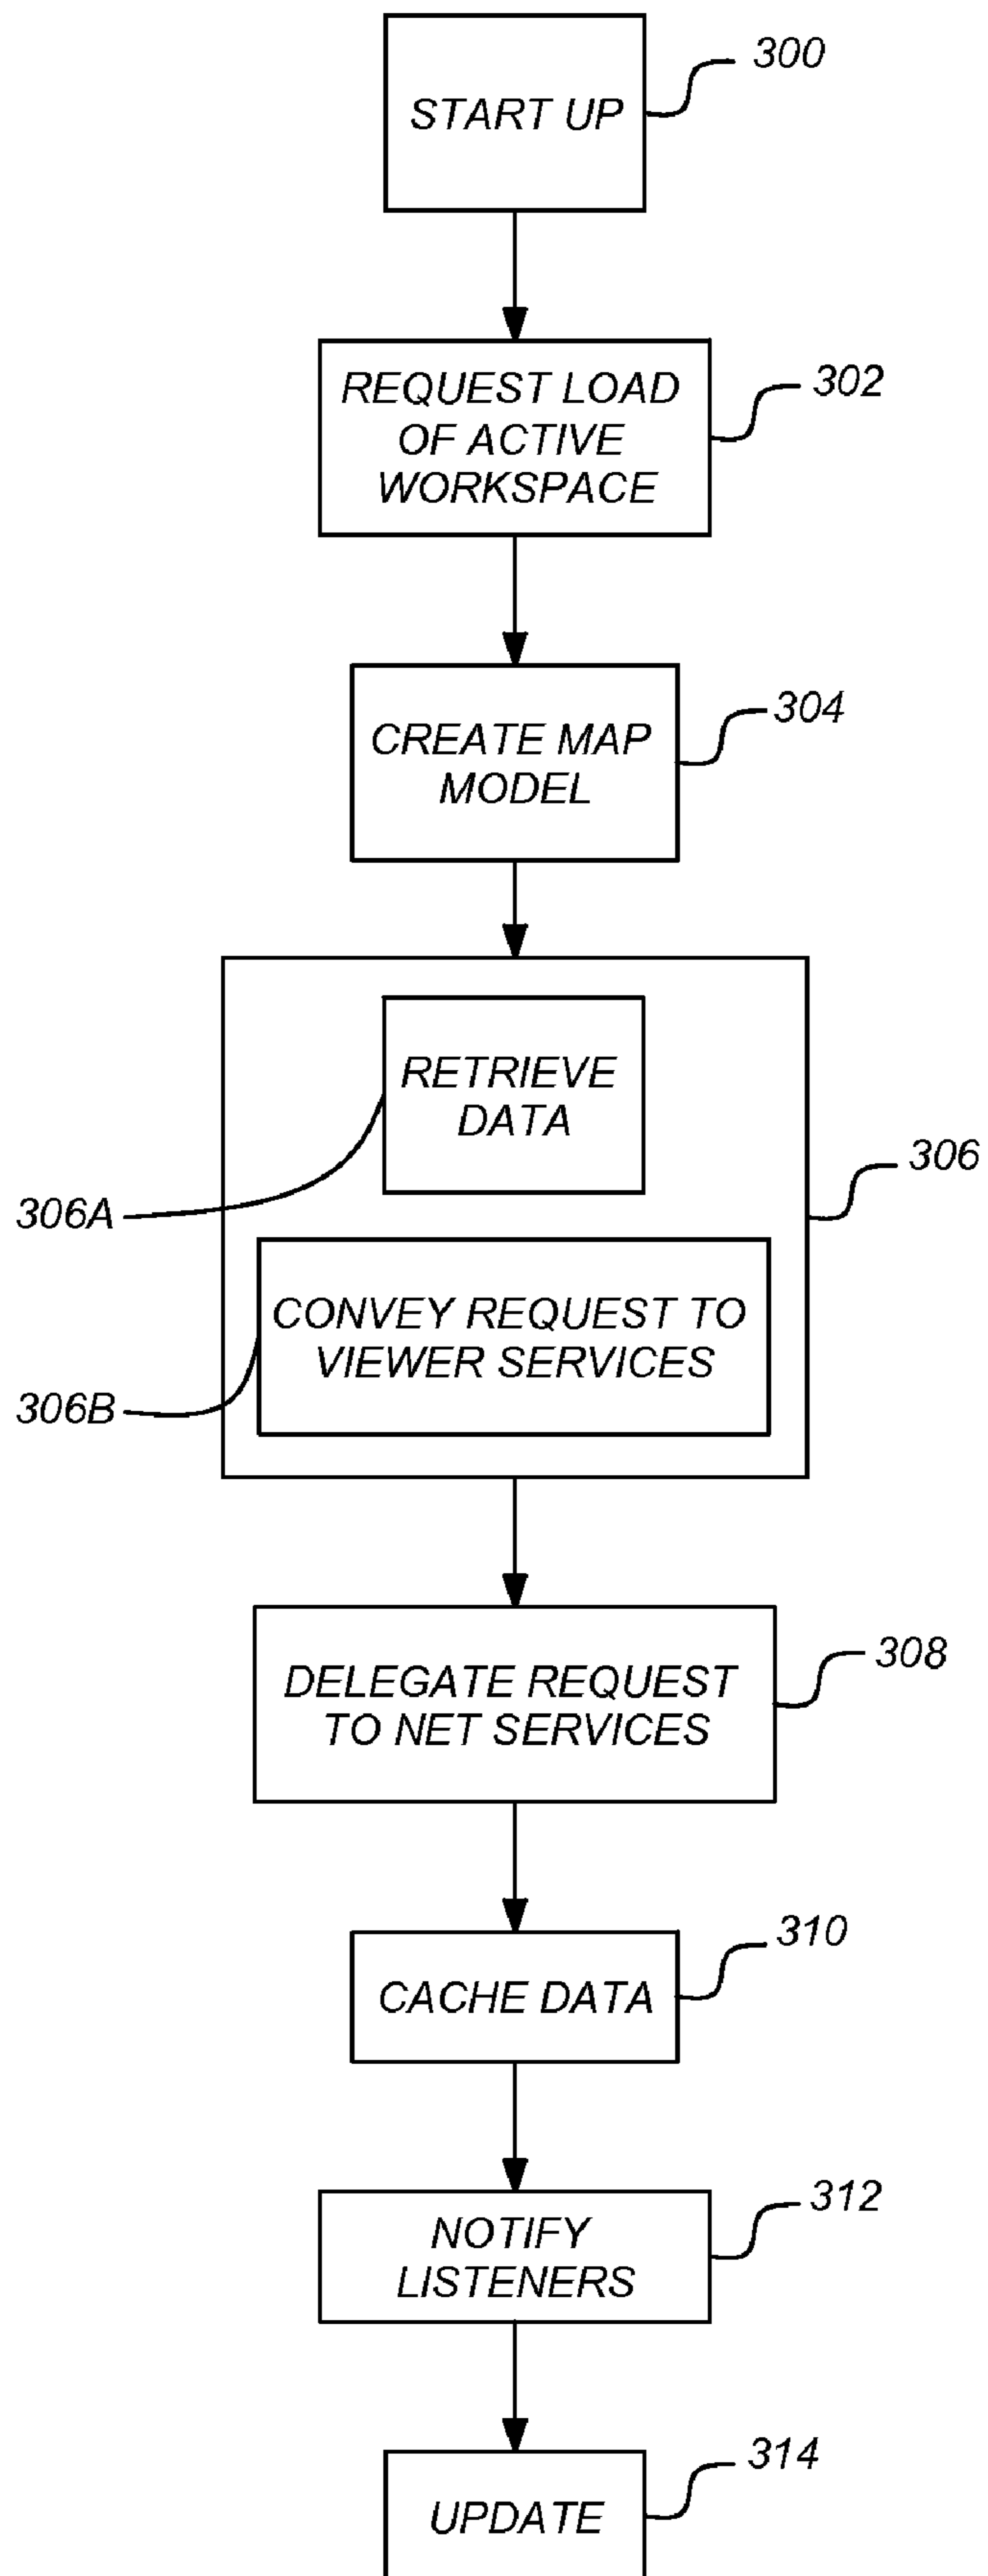 START UP
300
REQUEST LOAD
OF ACTIVE
WORKSPACE
302
CREATE MAP
MODEL
304
RETRIEVE
DATA
306
306A
CONVEY REQUEST TO
VIEWER SERVICES
306B
DELEGATE REQUEST
TO NET SERVICES
308
CACHE DATA
310
NOTIFY
LISTENERS
312
UPDATE
314